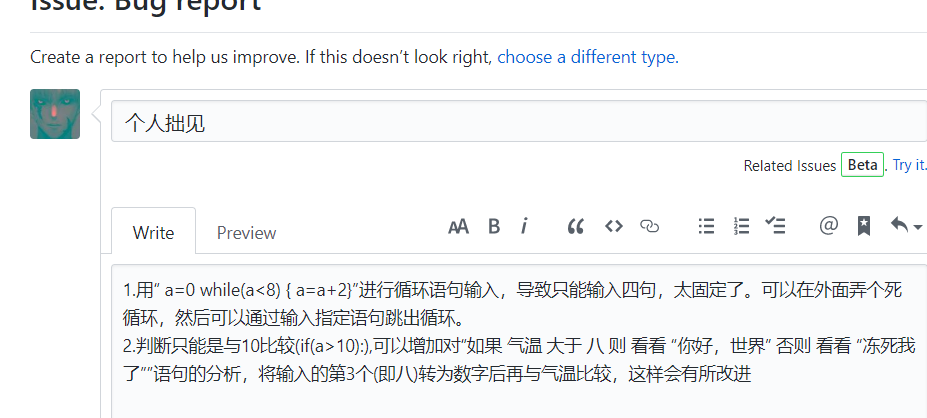 Issue: Bug report
Create a report to help us improve. If this doesn’t look right, choose a different type.
个人拙见
Related Issues Beta. Try it.
Write Preview
1.用“ a=0 while(a<8) { a=a+2}”进行循环语句输入，导致只能输入四句，太固定了。可以在外面弄个死
循环，然后可以通过输入指定语句跳出循环。
2.判断只能是与10比较(if(a>10):),可以增加对“如果 气温 大于 八 则 看看 “你好，世界” 否则 看看 “冻死我
了””语句的分析，将输入的第3个(即八)转为数字后再与气温比较，这样会有所改进